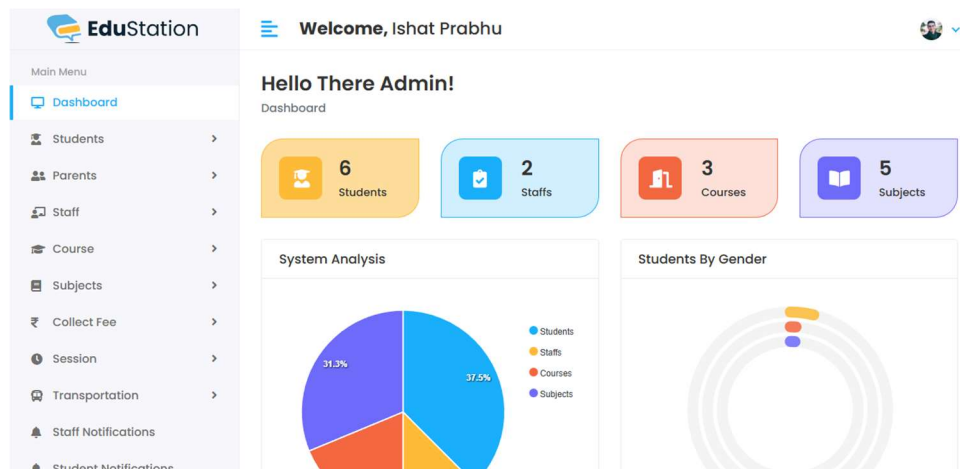 EduStation
Main Menu
Dashboard
Students
Parents
Staff
Course
Subjects
Collect Fee
Session
Transportation
Staff Notifications
Student Notifications
Welcome, Ishat Prabhu
Hello There Admin!
Dashboard
6
Students
2
Staffs
3
Courses
5
Subjects
System Analysis
31.3%
37.5%
Students
Staffs
Courses
Subjects
Students By Gender